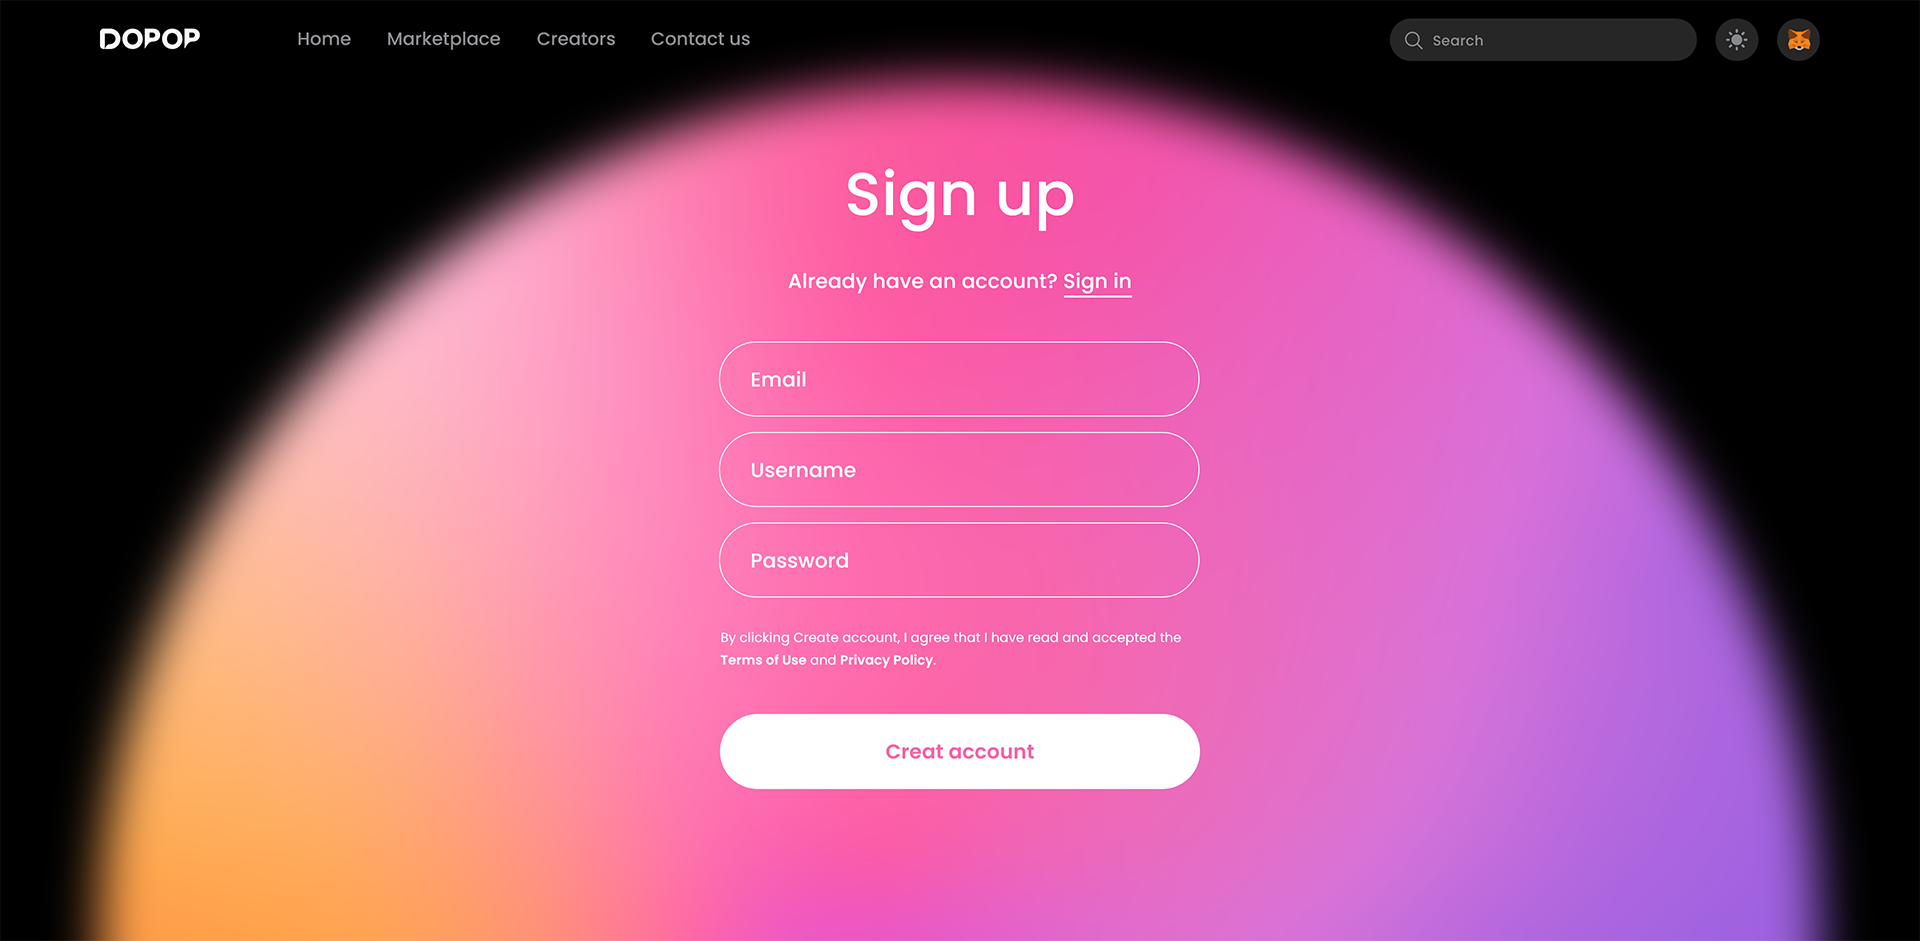 DOPOP
Home
Marketplace
Creators
Contact us
Search
Sign up
Already have an account? Sign in
Email
Username
Password
By clicking Create account, I agree that I have read and accepted the
Terms of Use and Privacy Policy.
Creat account